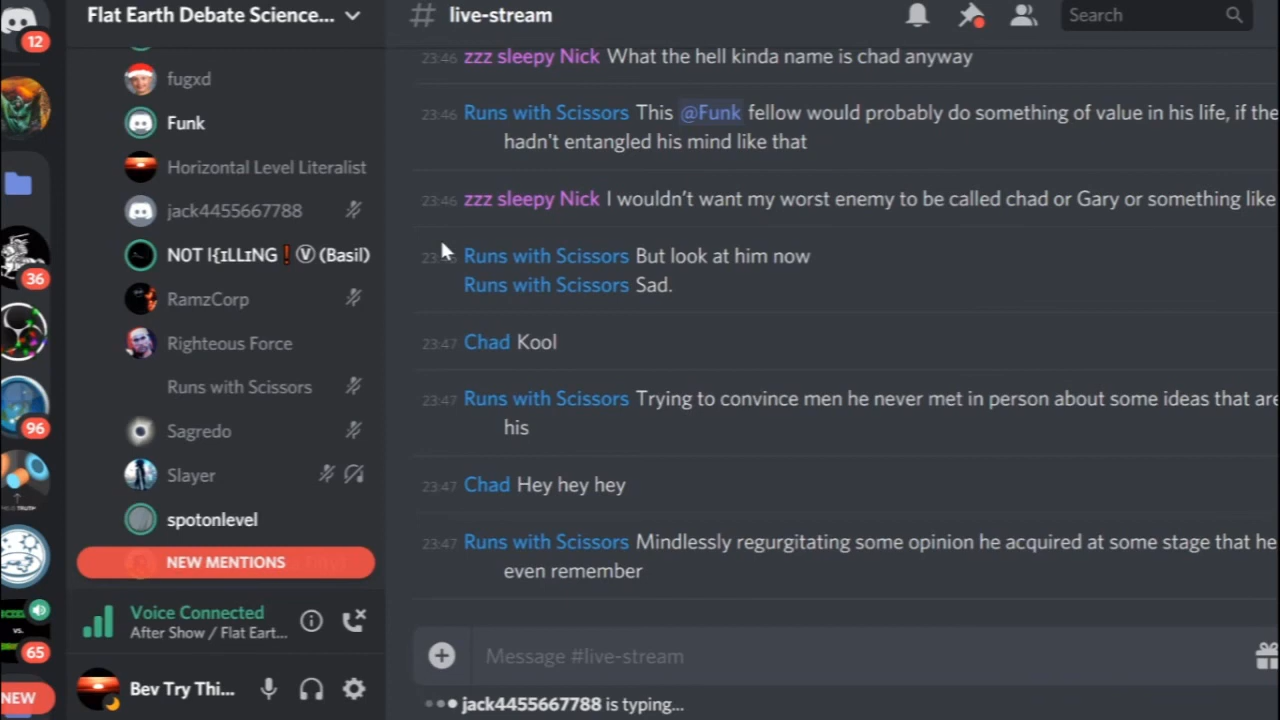 Flat Earth Debate Science...
# live-stream
Search
12
36
96
65
NEW
fugxd
Funk
Horizontal Level Literalist
jack4455667788
N0T l{ɪLLɪNG❗Ⓥ (Basil)
RamzCorp
Righteous Force
Runs with Scissors
Sagredo
Slayer
spotonlevel
NEW MENTIONS
Voice Connected
After Show / Flat Eart...
Bev Try Thi...
23:46 zzz sleepy Nick What the hell kinda name is chad anyway
23:46 Runs with Scissors This @Funk fellow would probably do something of value in his life, if the
hadn't entangled his mind like that
23:46 zzz sleepy Nick I wouldn't want my worst enemy to be called chad or Gary or something like
Runs with Scissors But look at him now
Runs with Scissors Sad.
23:47 Chad Kool
23:47 Runs with Scissors Trying to convince men he never met in person about some ideas that are
his
23:47 Chad Hey hey hey
23:47 Runs with Scissors Mindlessly regurgitating some opinion he acquired at some stage that he
even remember
Message #live-stream
jack4455667788 is typing...